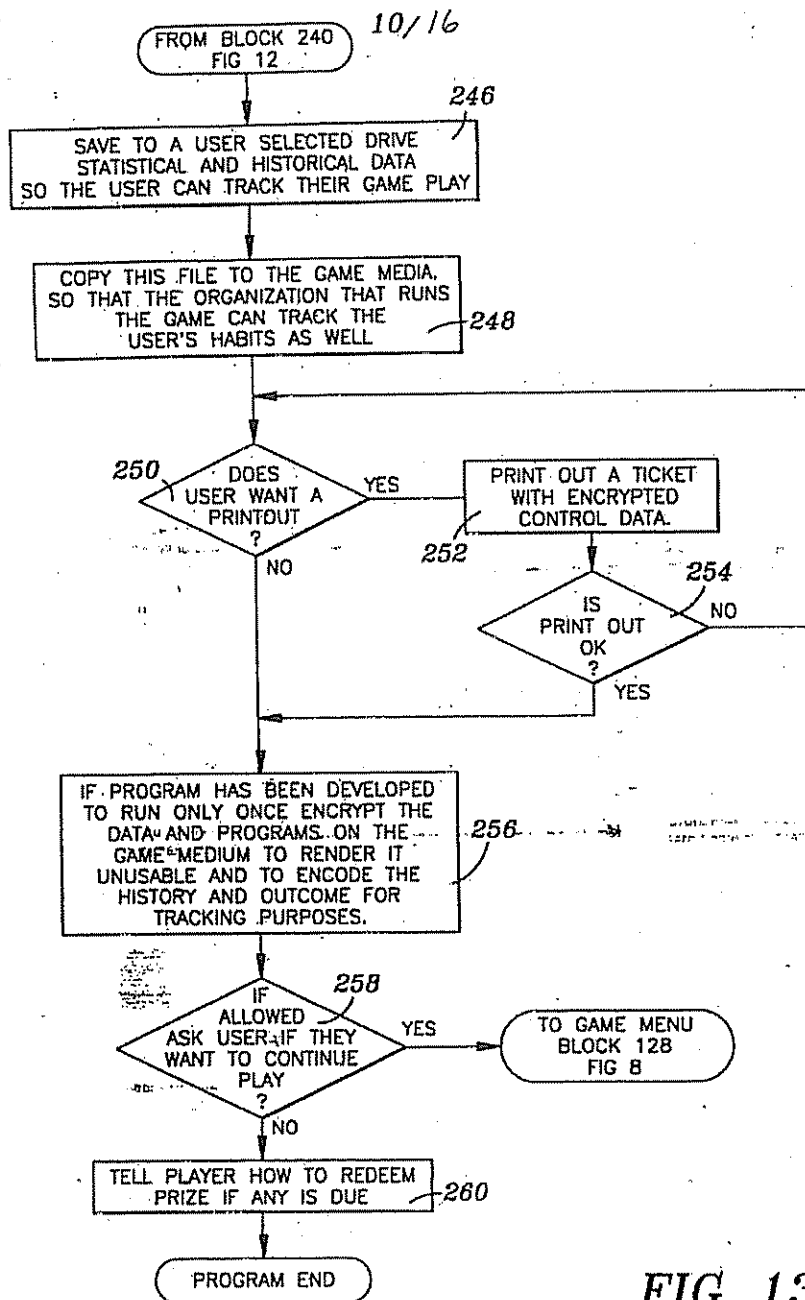 10/16
FROM BLOCK 240
FIG 12
246
SAVE TO A USER SELECTED DRIVE
STATISTICAL AND HISTORICAL DATA
SO THE USER CAN TRACK THEIR GAME PLAY
COPY THIS FILE TO THE GAME MEDIA,
SO THAT THE ORGANIZATION THAT RUNS
THE GAME CAN TRACK THE
USER'S HABITS AS WELL
248
250
DOES
USER WANT A
PRINTOUT
?
YES
NO
PRINT OUT A TICKET
WITH ENCRYPTED
CONTROL DATA.
252
254
IS
PRINT OUT
OK
?
NO
YES
IF PROGRAM HAS BEEN DEVELOPED
TO RUN ONLY ONCE ENCRYPT THE
DATA AND PROGRAMS ON THE
GAME MEDIUM TO RENDER IT
UNUSABLE AND TO ENCODE THE
HISTORY AND OUTCOME FOR
TRACKING PURPOSES.
256
258
IF
ALLOWED
ASK USER IF THEY
WANT TO CONTINUE
PLAY
?
YES
NO
TO GAME MENU
BLOCK 128
FIG 8
TELL PLAYER HOW TO REDEEM
PRIZE IF ANY IS DUE
260
PROGRAM END
FIG. 13